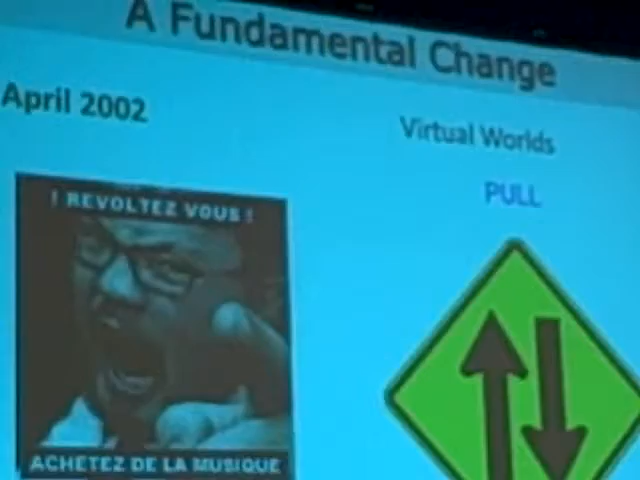 A Fundamental Change
April 2002
Virtual Worlds
PULL
! REVOLTEZ VOUS !
ACHETEZ DE LA MUSIQUE